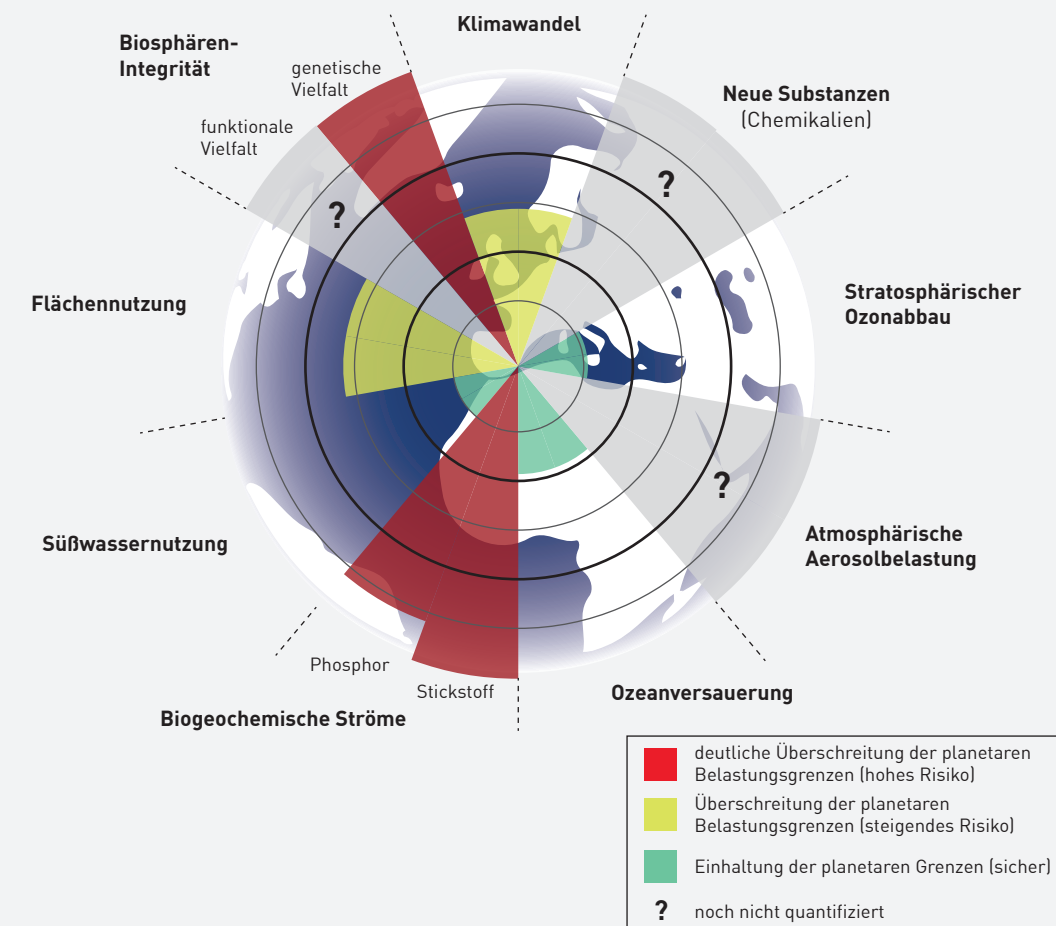 Klimawandel
Biosphären-
Integrität
genetische
Vielfalt
funktionale
Vielfalt
Neue Substanzen
(Chemikalien)
?
?
Flächennutzung
Stratosphärischer
Ozonabbau
?
Süßwassernutzung
Atmosphärische
Aerosolbelastung
Phosphor
Stickstoff
Biogeochemische Ströme
Ozeanversauerung
deutliche Überschreitung der planetaren
Belastungsgrenzen (hohes Risiko)
Überschreitung der planetaren
Belastungsgrenzen (steigendes Risiko)
Einhaltung der planetaren Grenzen (sicher)
? noch nicht quantifiziert